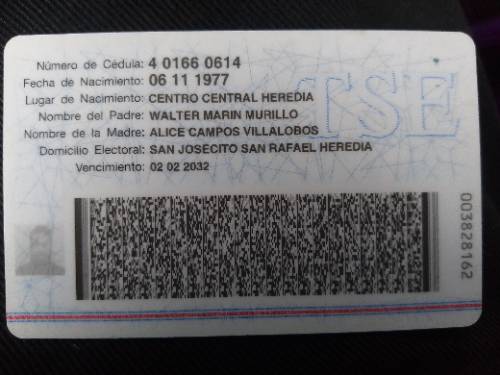 Número de Cédula: 4 0166 0614
Fecha de Nacimiento: 06 11 1977
Lugar de Nacimiento: CENTRO CENTRAL HEREDIA
Nombre del Padre: WALTER MARIN MURILLO
Nombre de la Madre: ALICE CAMPOS VILLALOBOS
Domicilio Electoral: SAN JOSECITO SAN RAFAEL HEREDIA
Vencimiento: 02 02 2032
TSE
003828162